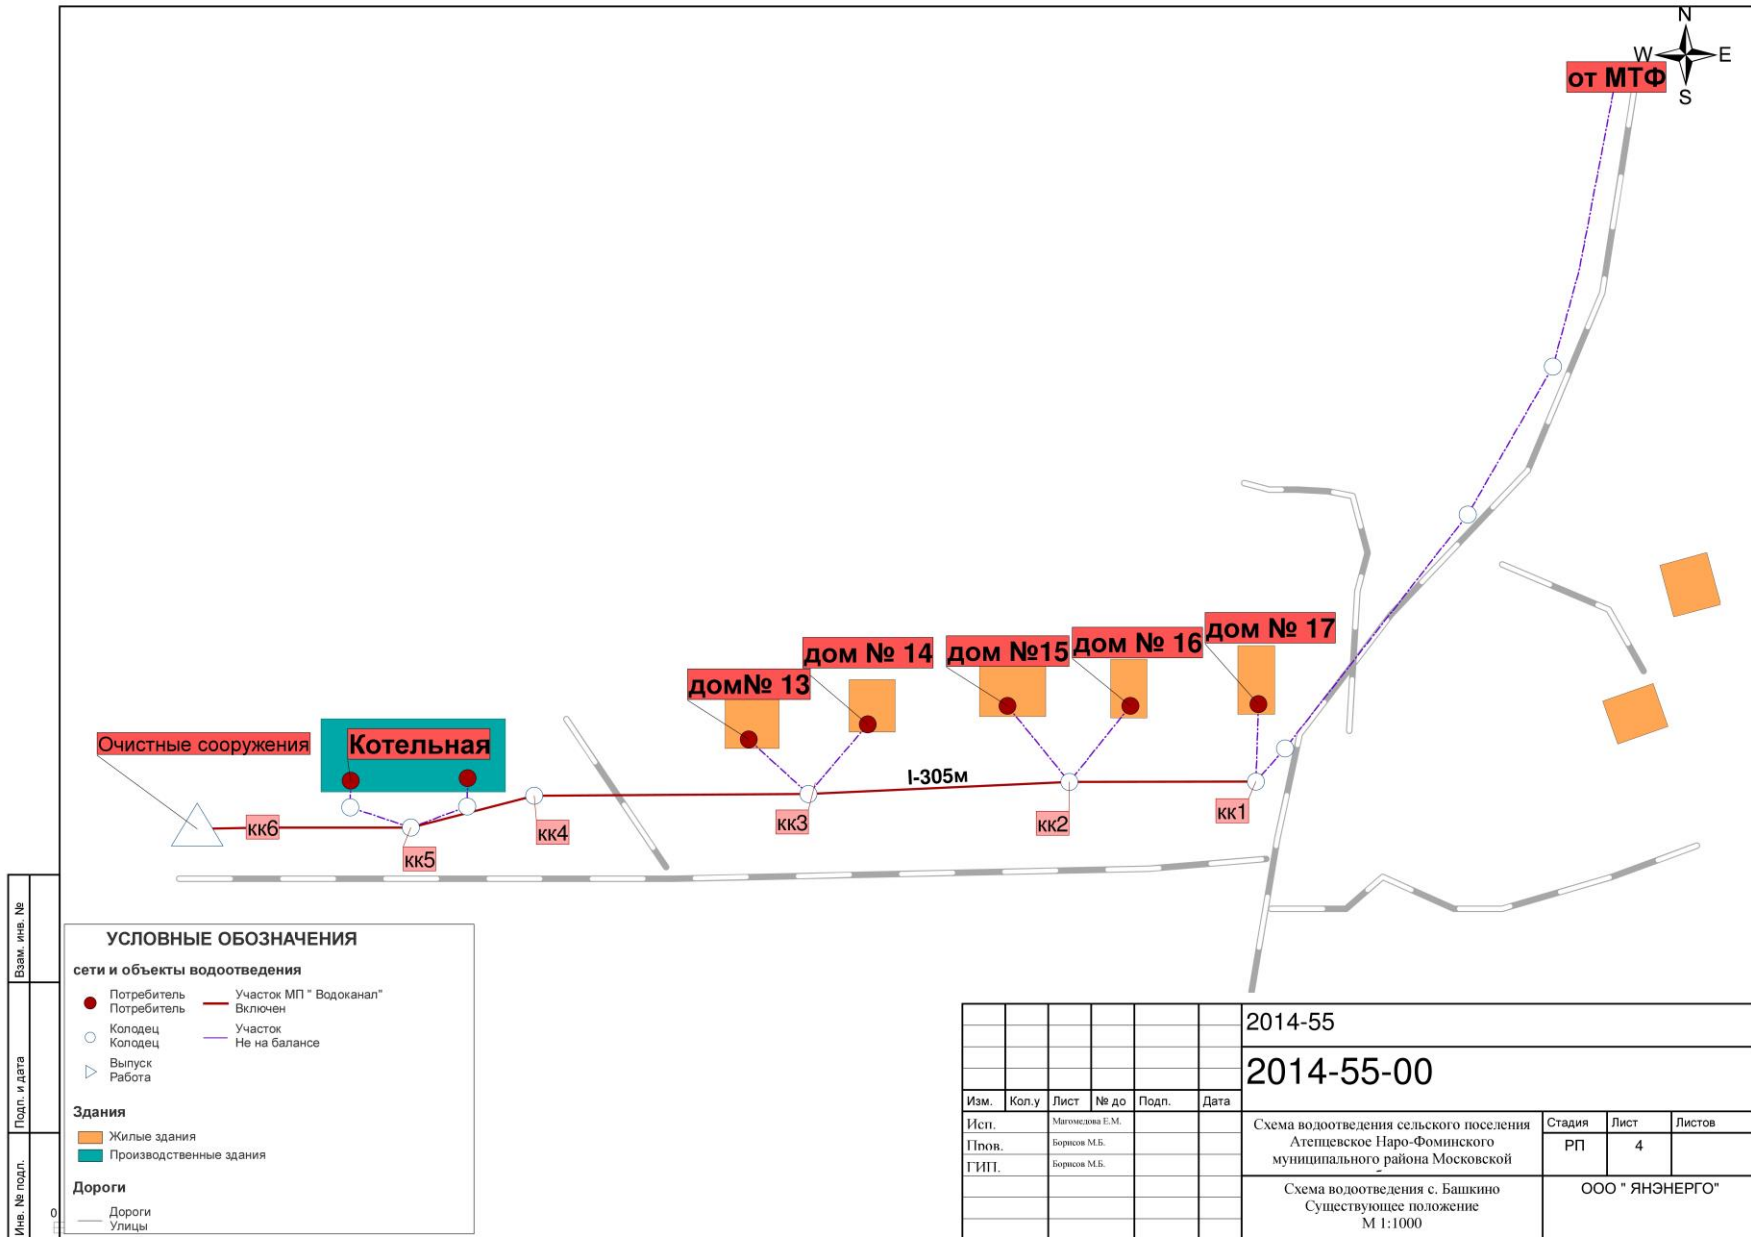 N
W E
S
от МТФ
дом № 17
дом № 16
дом №15
дом № 14
дом№ 13
Котельная
Очистные сооружения
l-305м
кк6
кк5
кк4
кк3
кк2
кк1
УСЛОВНЫЕ ОБОЗНАЧЕНИЯ
сети и объекты водоотведения
Потребитель
Потребитель
Участок МП " Водоканал"
Включен
Колодец
Колодец
Участок
Не на балансе
Выпуск
Работа
Здания
Жилые здания
Производственные здания
Дороги
Дороги
Улицы
0
Взам. инв. №
Подп. и дата
Инв. № подл.
2014-55
2014-55-00
Изм. Кол.у Лист № до Подп. Дата
Исп. Магомедова Е.М.
Пров. Борисов М.Б.
ГИП. Борисов М.Б.
Схема водоотведения сельского поселения
Атепцевское Наро-Фоминского
муниципального района Московской
Стадия Лист Листов
РП 4
Схема водоотведения с. Башкино
Существующее положение
М 1:1000
ООО " ЯНЭНЕРГО"